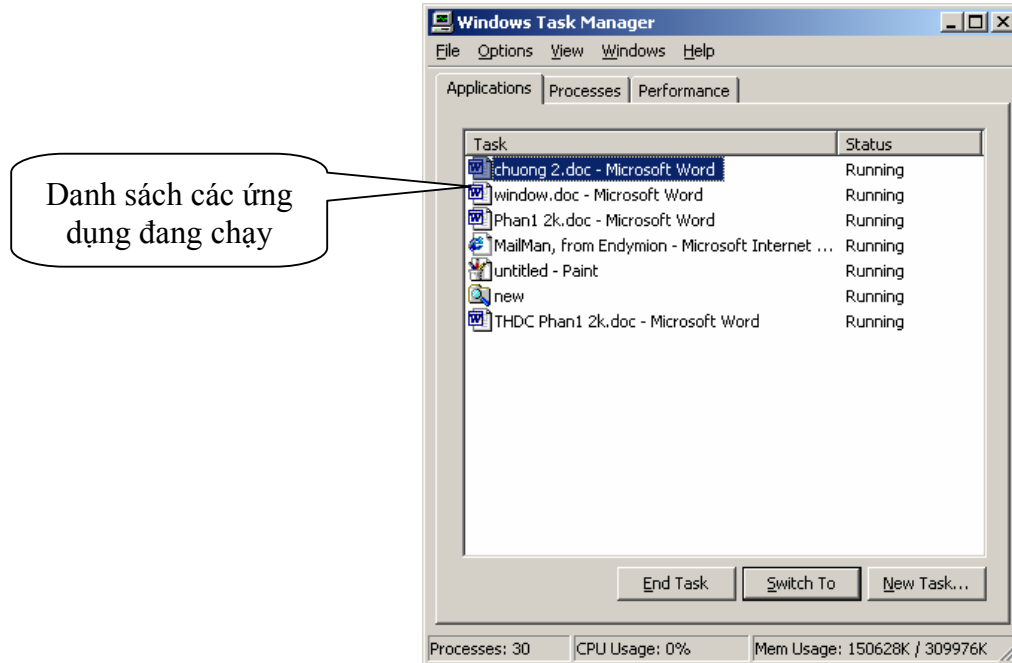 Windows Task Manager
File Options View Windows Help
Applications Processes Performance
Task Status
chuong 2.doc - Microsoft Word Running
window.doc - Microsoft Word Running
Phan1 2k.doc - Microsoft Word Running
MailMan, from Endymion - Microsoft Internet ... Running
untitled - Paint Running
new Running
THDC Phan1 2k.doc - Microsoft Word Running
Danh sách các ứng
dụng đang chạy
End Task Switch To New Task...
Processes: 30 CPU Usage: 0% Mem Usage: 150628K / 309976K